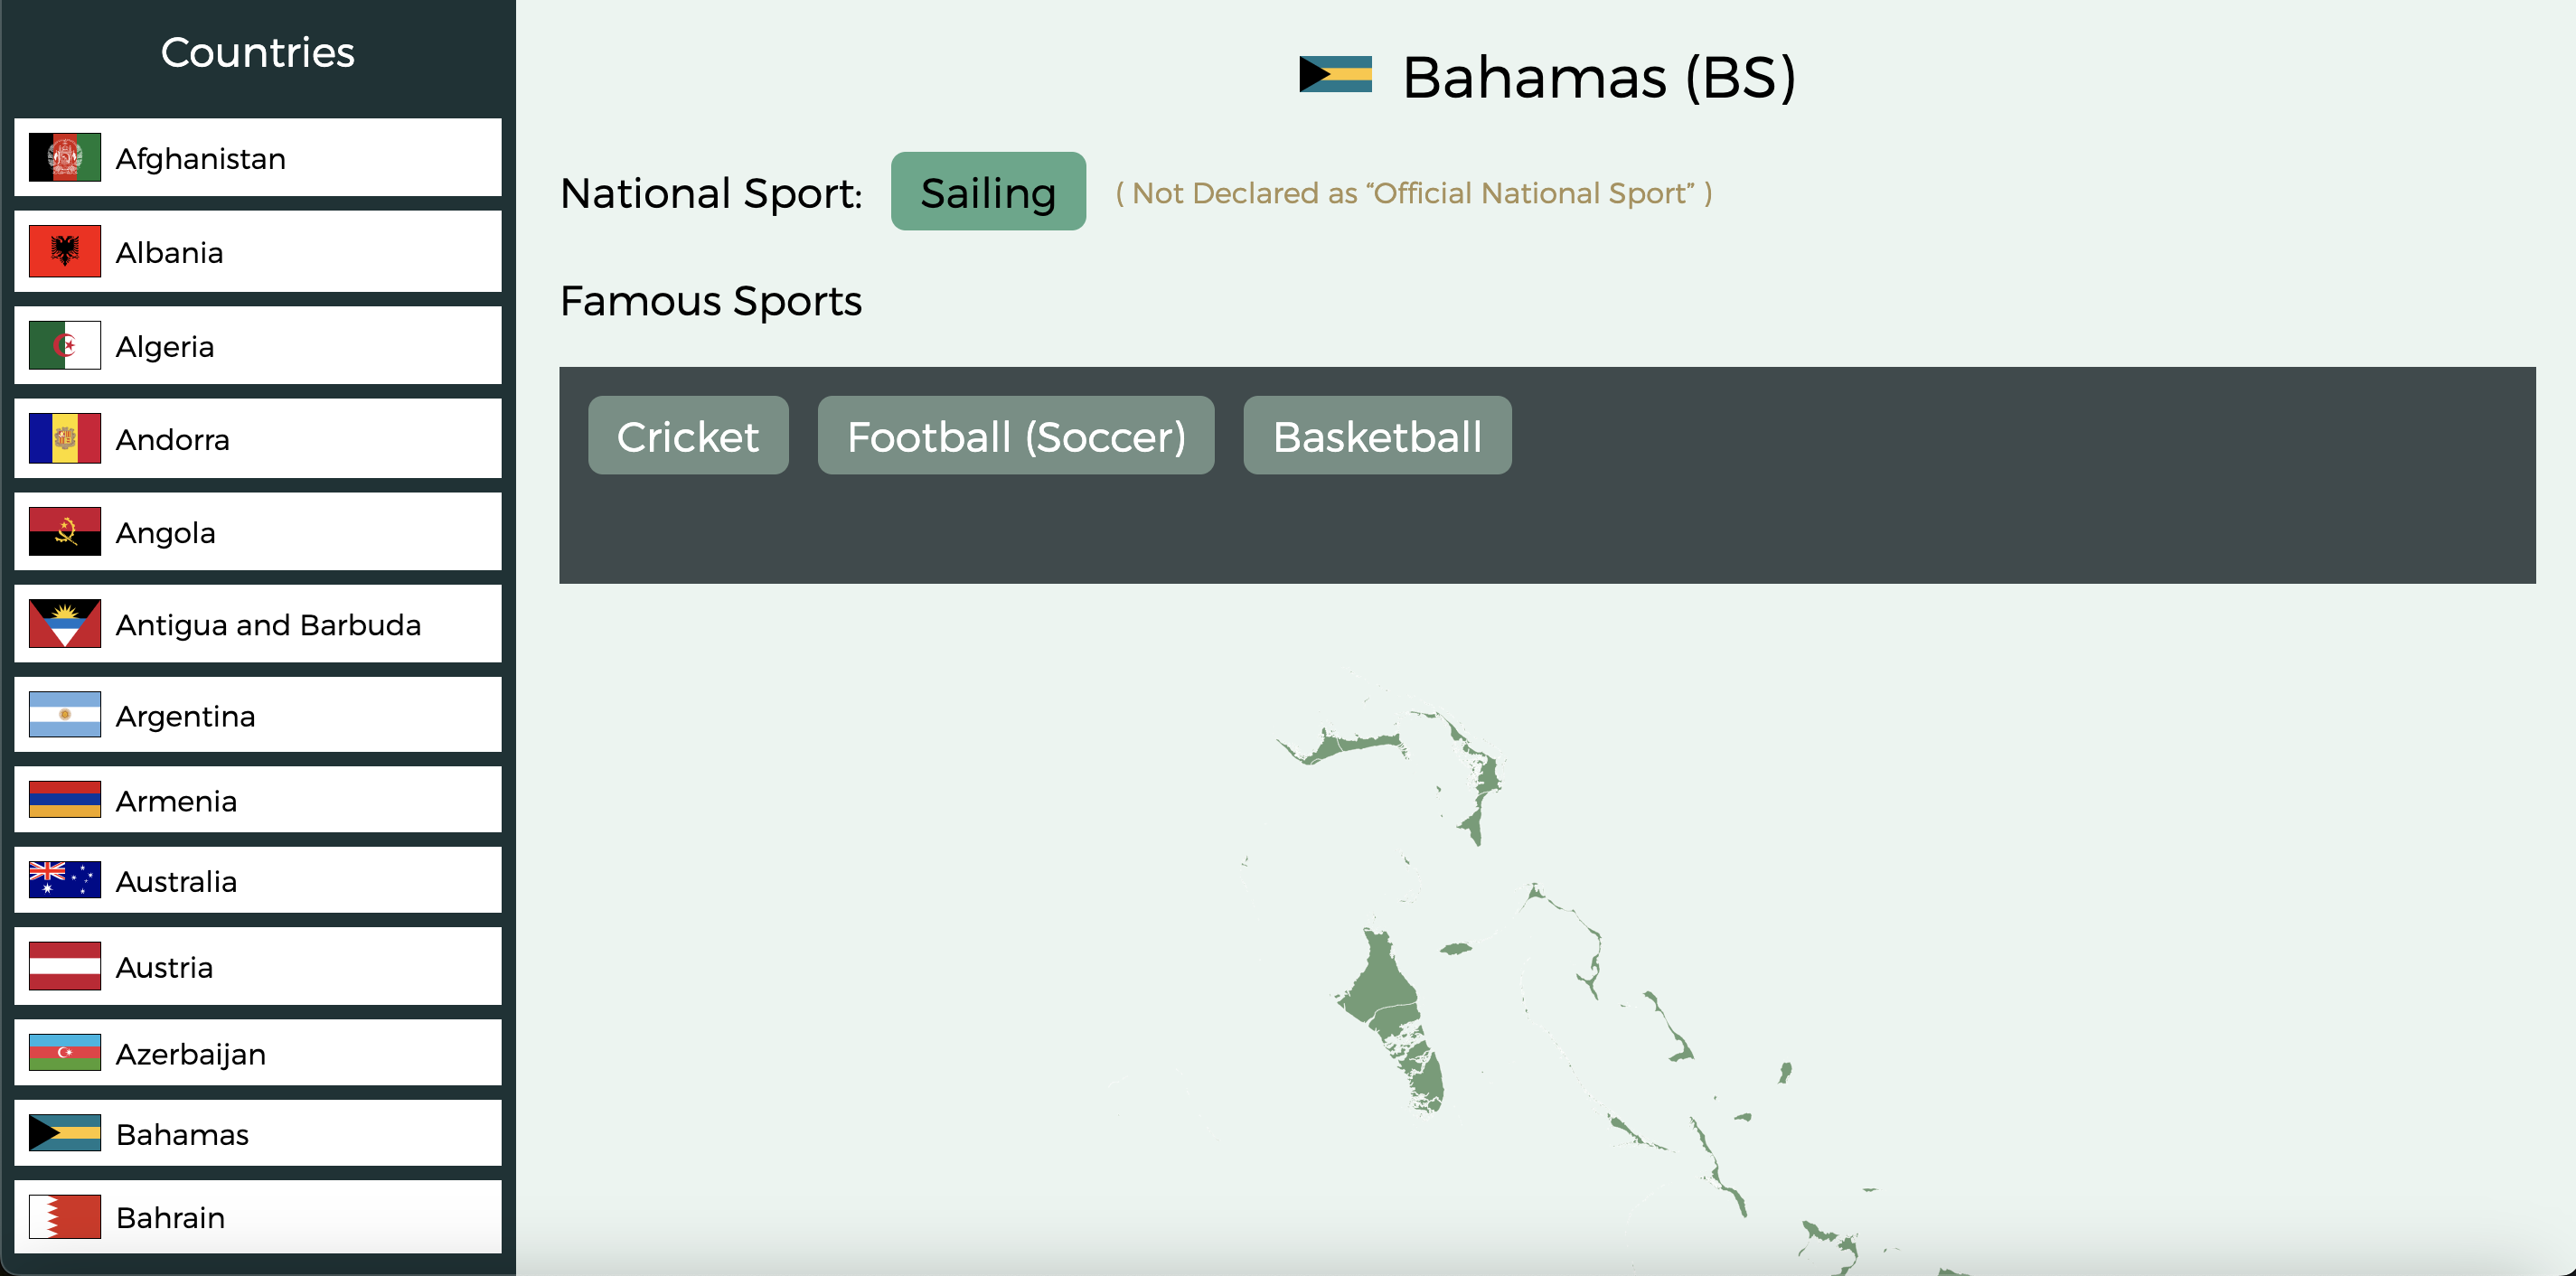 Countries
Afghanistan
Albania
Algeria
Andorra
Angola
Antigua and Barbuda
Argentina
Armenia
Australia
Austria
Azerbaijan
Bahamas
Bahrain
Bahamas (BS)
National Sport: Sailing ( Not Declared as “Official National Sport” )
Famous Sports
Cricket Football (Soccer) Basketball